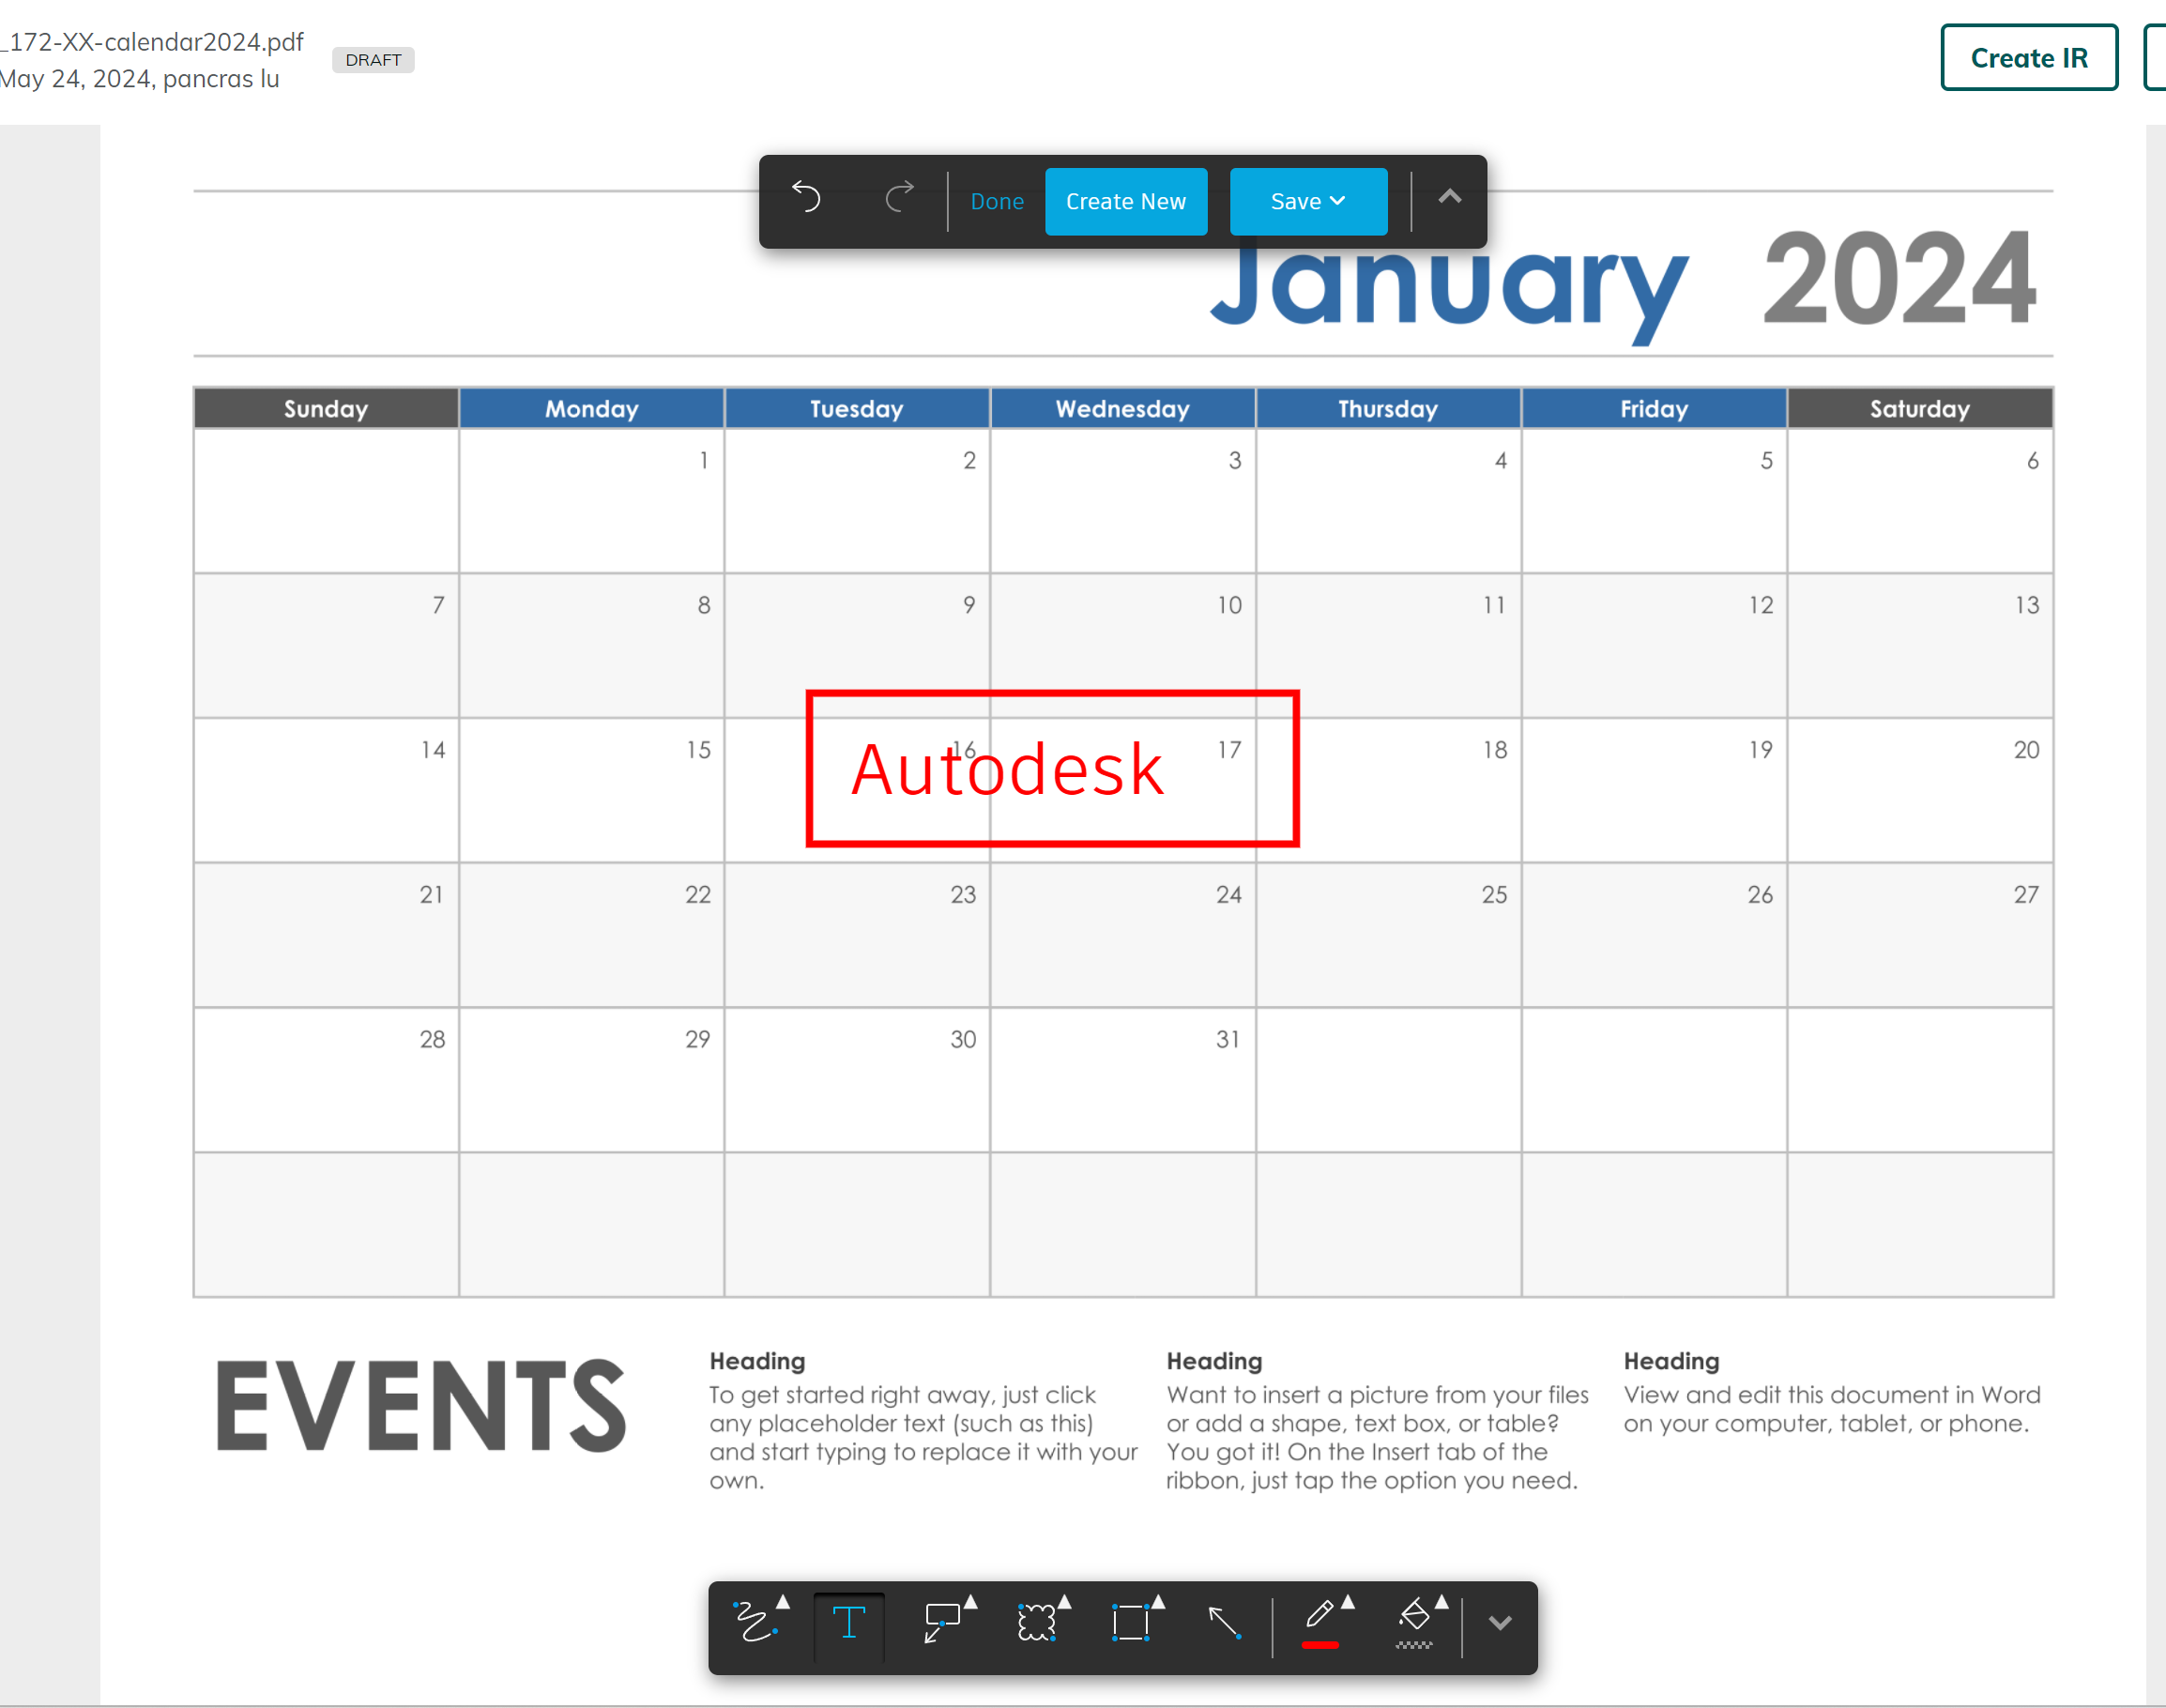 _172-XX-calendar2024.pdf
May 24, 2024, pancras lu
DRAFT
Create IR
Done
Create New
Save
January 2024
Sunday Monday Tuesday Wednesday Thursday Friday Saturday
1 2 3 4 5 6
7 8 9 10 11 12 13
14 15 16 17 18 19 20
Autodesk
21 22 23 24 25 26 27
28 29 30 31
EVENTS
Heading
To get started right away, just click
any placeholder text (such as this)
and start typing to replace it with your
own.
Heading
Want to insert a picture from your files
or add a shape, text box, or table?
You got it! On the Insert tab of the
ribbon, just tap the option you need.
Heading
View and edit this document in Word
on your computer, tablet, or phone.
T